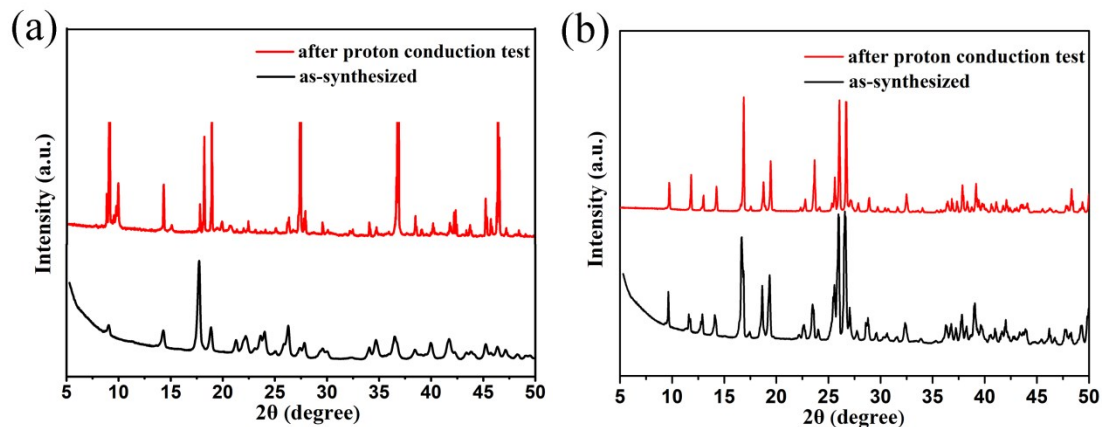 (a)
after proton conduction test
as-synthesized
Intensity (a.u.)
5 10 15 20 25 30 35 40 45 50
2θ (degree)
(b)
after proton conduction test
as-synthesized
Intensity (a.u.)
5 10 15 20 25 30 35 40 45 50
2θ (degree)